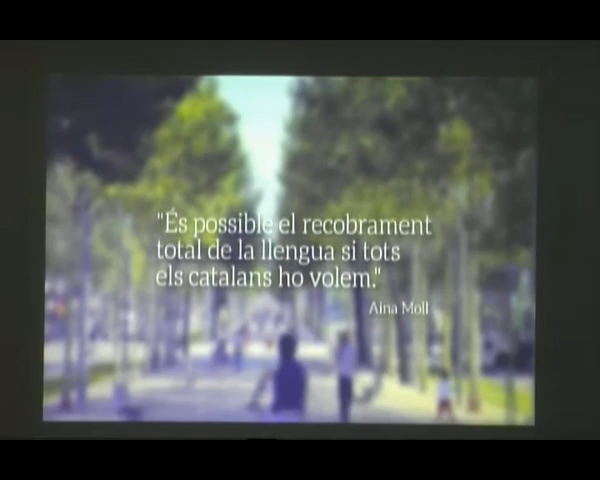 "És possible el recobrament
total de la llengua si tots
els catalans ho volem."
Aina Moll